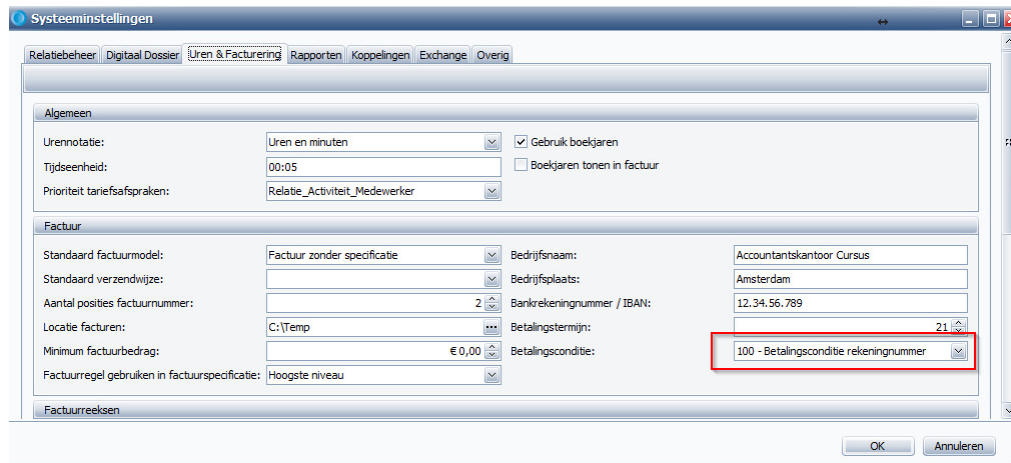 Systeeminstellingen
Relatiebeheer Digitaal Dossier Uren & Facturering Rapporten Koppelingen Exchange Overig
Algemeen
Urennotatie: Uren en minuten Gebruik boekjaren
Tijdseenheid: 00:05 Boekjaren tonen in factuur
Prioriteit tariefsafspraken: Relatie_Activiteit_Medewerker
Factuur
Standaard factuurmodel: Factuur zonder specificatie Bedrijfsnaam: Accountantskantoor Cursus
Standaard verzendwijze: Bedrijfsplaats: Amsterdam
Aantal posities factuurnummer: 2 Bankrekeningnummer / IBAN: 12.34.56.789
Locatie facturen: C:\Temp ... Betalingstermijn: 21
Minimum factuurbedrag: € 0,00 Betalingsconditie: 100 - Betalingsconditie rekeningnummer
Factuurregel gebruiken in factuurspecificatie: Hoogste niveau
Factuurreeksen
OK Annuleren